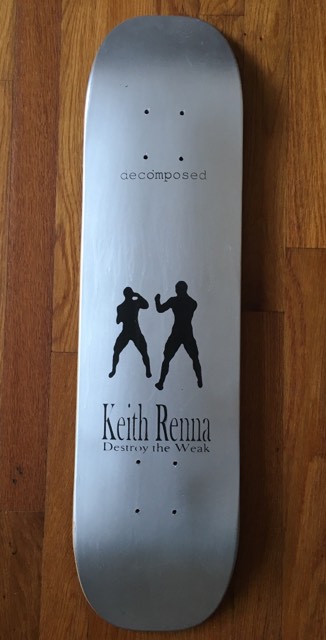 decomposed
Keith Renna
Destroy the Weak